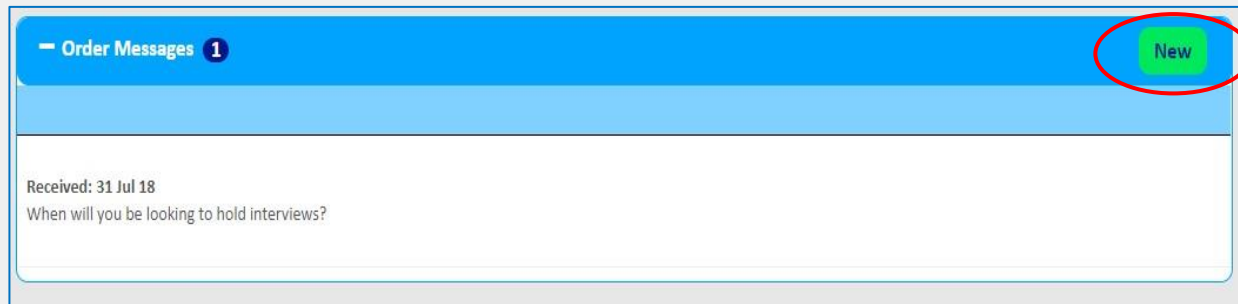 Order Messages 1
New
Received: 31 Jul 18
When will you be looking to hold interviews?